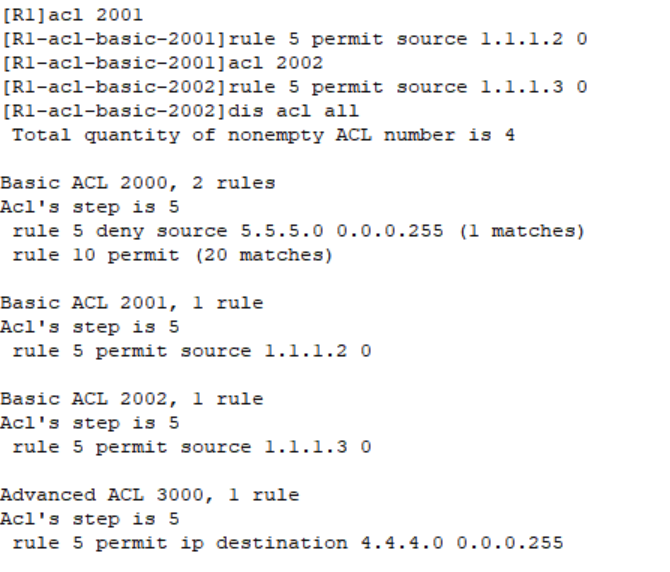 [R1]acl 2001
[R1-acl-basic-2001]rule 5 permit source 1.1.1.2 0
[R1-acl-basic-2001]acl 2002
[R1-acl-basic-2002]rule 5 permit source 1.1.1.3 0
[R1-acl-basic-2002]dis acl all
Total quantity of nonempty ACL number is 4
Basic ACL 2000, 2 rules
Acl's step is 5
rule 5 deny source 5.5.5.0 0.0.0.255 (1 matches)
rule 10 permit (20 matches)
Basic ACL 2001, 1 rule
Acl's step is 5
rule 5 permit source 1.1.1.2 0
Basic ACL 2002, 1 rule
Acl's step is 5
rule 5 permit source 1.1.1.3 0
Advanced ACL 3000, 1 rule
Acl's step is 5
rule 5 permit ip destination 4.4.4.0 0.0.0.255